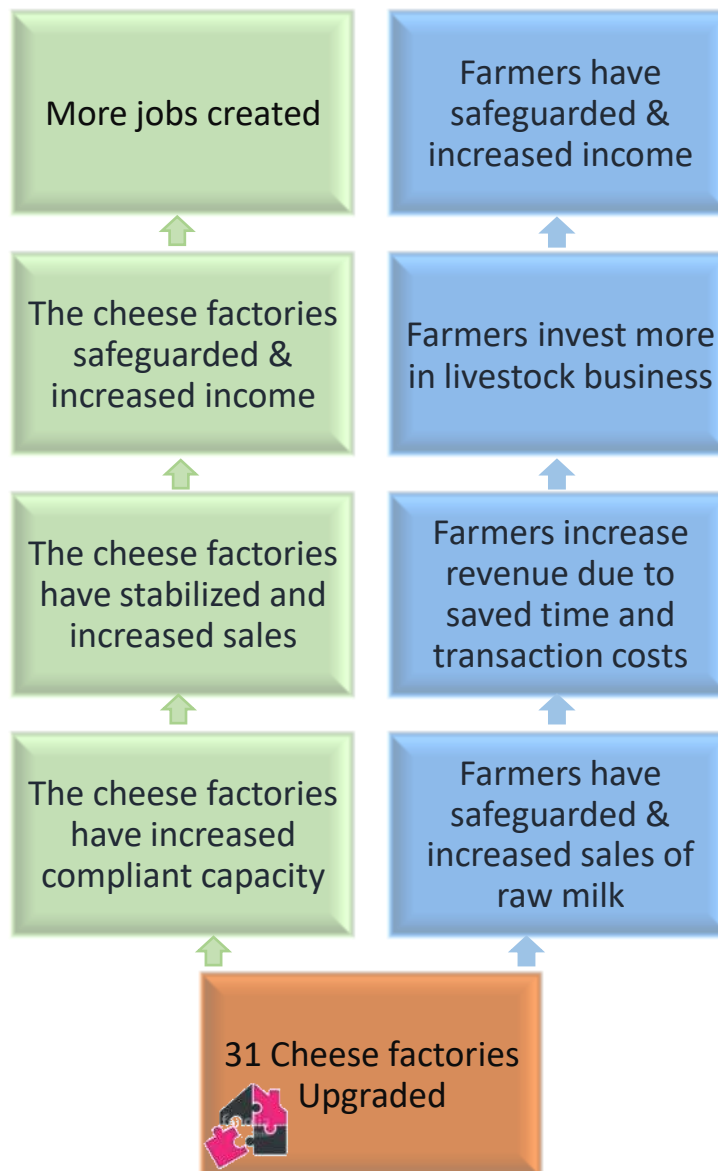 More jobs created
Farmers have
safeguarded &
increased income
The cheese factories
safeguarded &
increased income
Farmers invest more
in livestock business
The cheese factories
have stabilized and
increased sales
Farmers increase
revenue due to
saved time and
transaction costs
The cheese factories
have increased
compliant capacity
Farmers have
safeguarded &
increased sales of
raw milk
31 Cheese factories
Upgraded